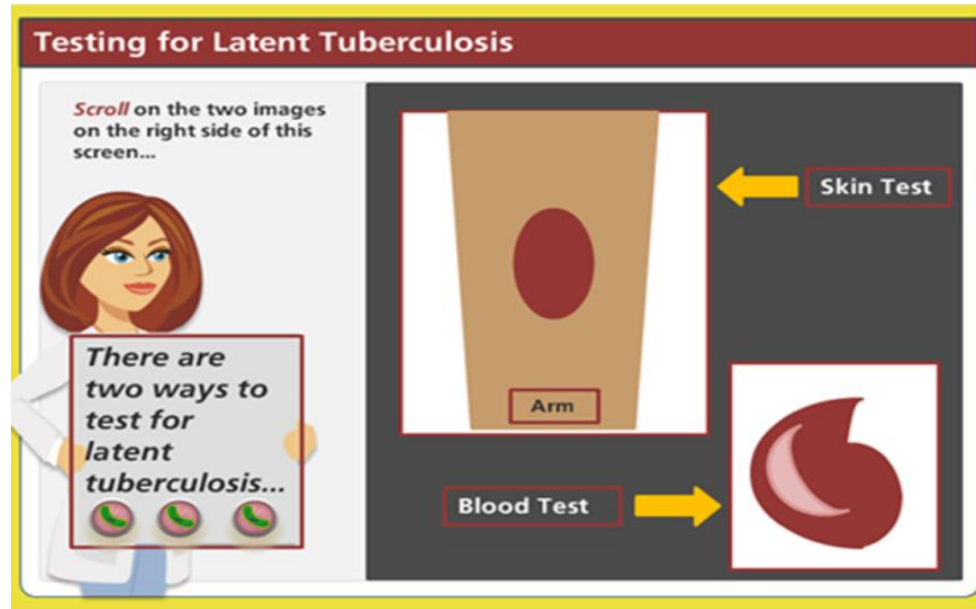 Testing for Latent Tuberculosis
Scroll on the two images
on the right side of this
screen...
There are
two ways to
test for
latent
tuberculosis...
Skin Test
Arm
Blood Test